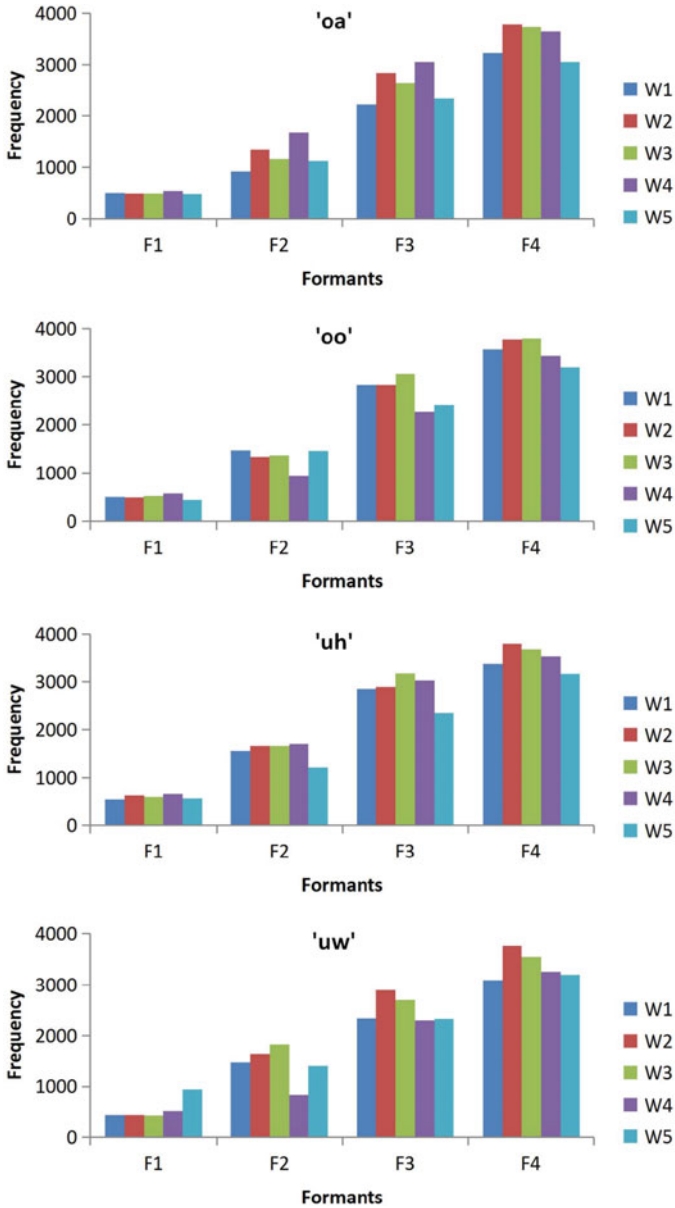 'oa'
4000
3000
2000
1000
0
Frequency
F1 F2 F3 F4
Formants
W1
W2
W3
W4
W5
'oo'
4000
3000
2000
1000
0
Frequency
F1 F2 F3 F4
Formants
W1
W2
W3
W4
W5
'uh'
4000
3000
2000
1000
0
Frequency
F1 F2 F3 F4
Formants
W1
W2
W3
W4
W5
'uw'
4000
3000
2000
1000
0
Frequency
F1 F2 F3 F4
Formants
W1
W2
W3
W4
W5